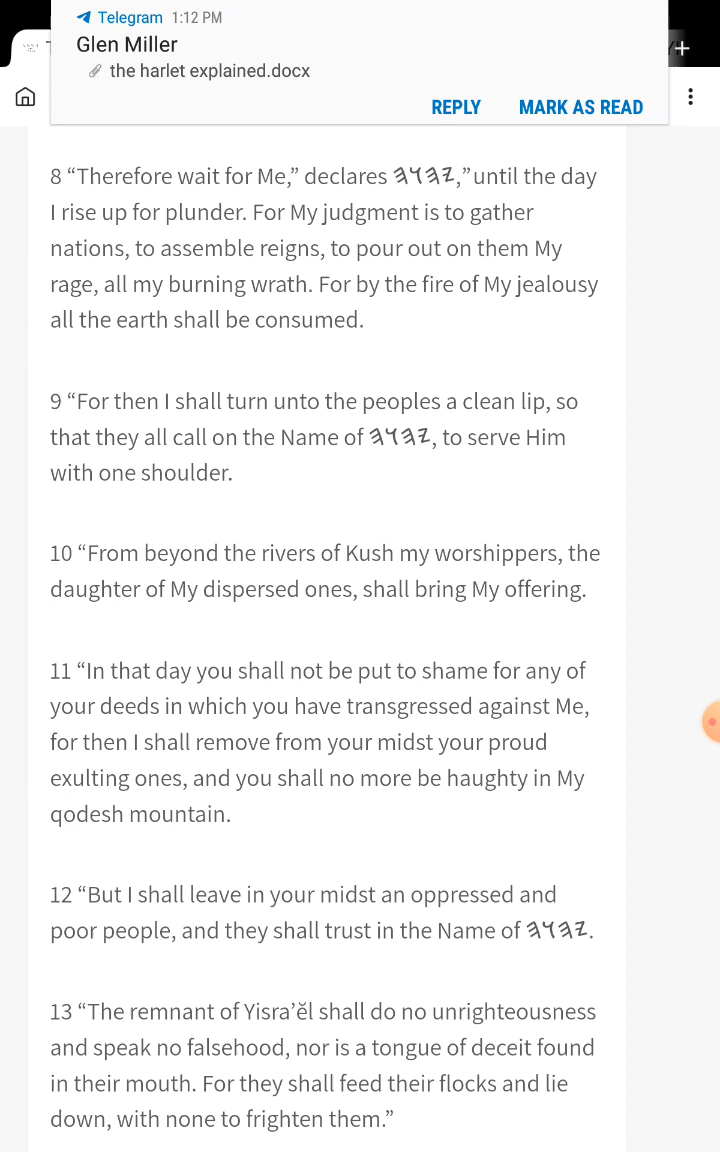 Telegram 1:12 PM
Glen Miller
the harlet explained.docx
REPLY MARK AS READ
8 “Therefore wait for Me,” declares 𐤉𐤄𐤅𐤄,”until the day
I rise up for plunder. For My judgment is to gather
nations, to assemble reigns, to pour out on them My
rage, all my burning wrath. For by the fire of My jealousy
all the earth shall be consumed.
9 “For then I shall turn unto the peoples a clean lip, so
that they all call on the Name of 𐤉𐤄𐤅𐤄, to serve Him
with one shoulder.
10 “From beyond the rivers of Kush my worshippers, the
daughter of My dispersed ones, shall bring My offering.
11 “In that day you shall not be put to shame for any of
your deeds in which you have transgressed against Me,
for then I shall remove from your midst your proud
exulting ones, and you shall no more be haughty in My
qodesh mountain.
12 “But I shall leave in your midst an oppressed and
poor people, and they shall trust in the Name of 𐤉𐤄𐤅𐤄.
13 “The remnant of Yisra’ĕl shall do no unrighteousness
and speak no falsehood, nor is a tongue of deceit found
in their mouth. For they shall feed their flocks and lie
down, with none to frighten them.”